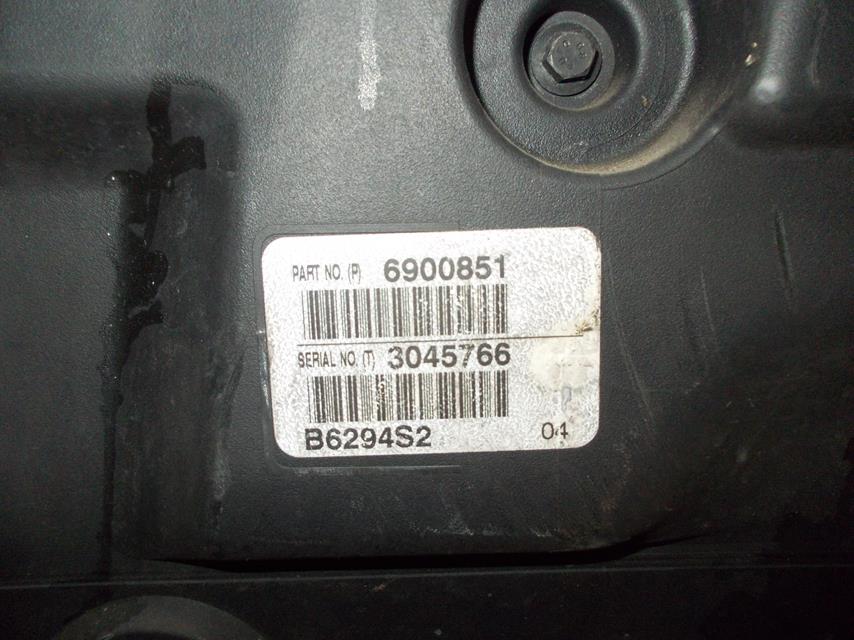 PART NO. (P) 6900851
SERIAL NO. (T) 3045766
B6294S2 04